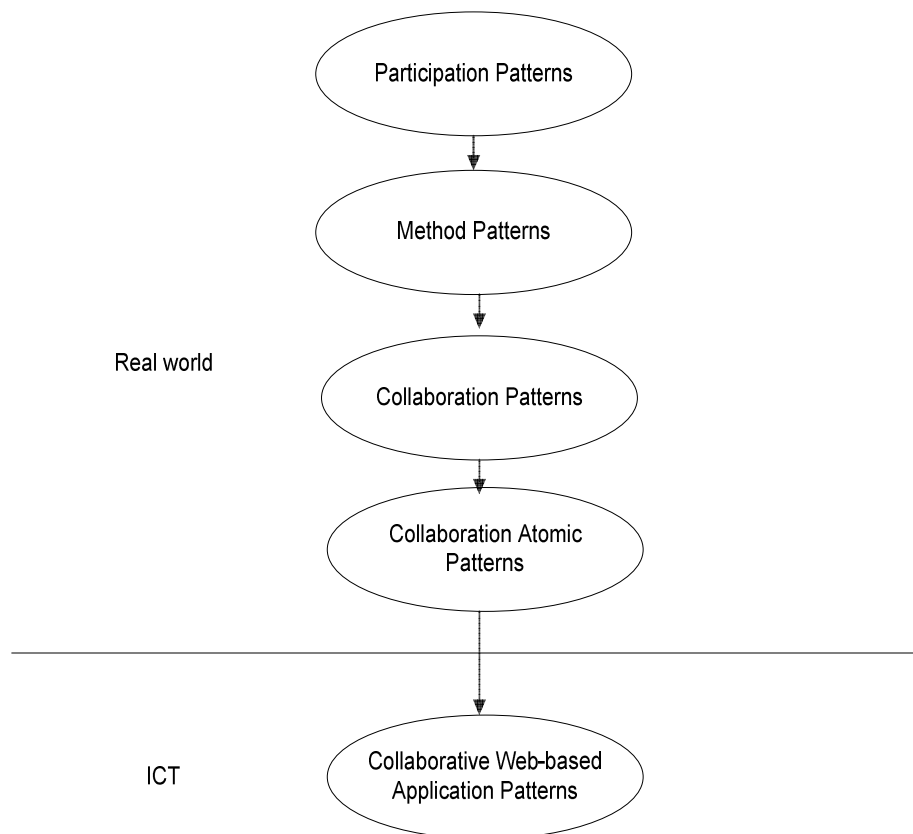 Participation Patterns
Method Patterns
Real world
Collaboration Patterns
Collaboration Atomic
Patterns
ICT
Collaborative Web-based
Application Patterns